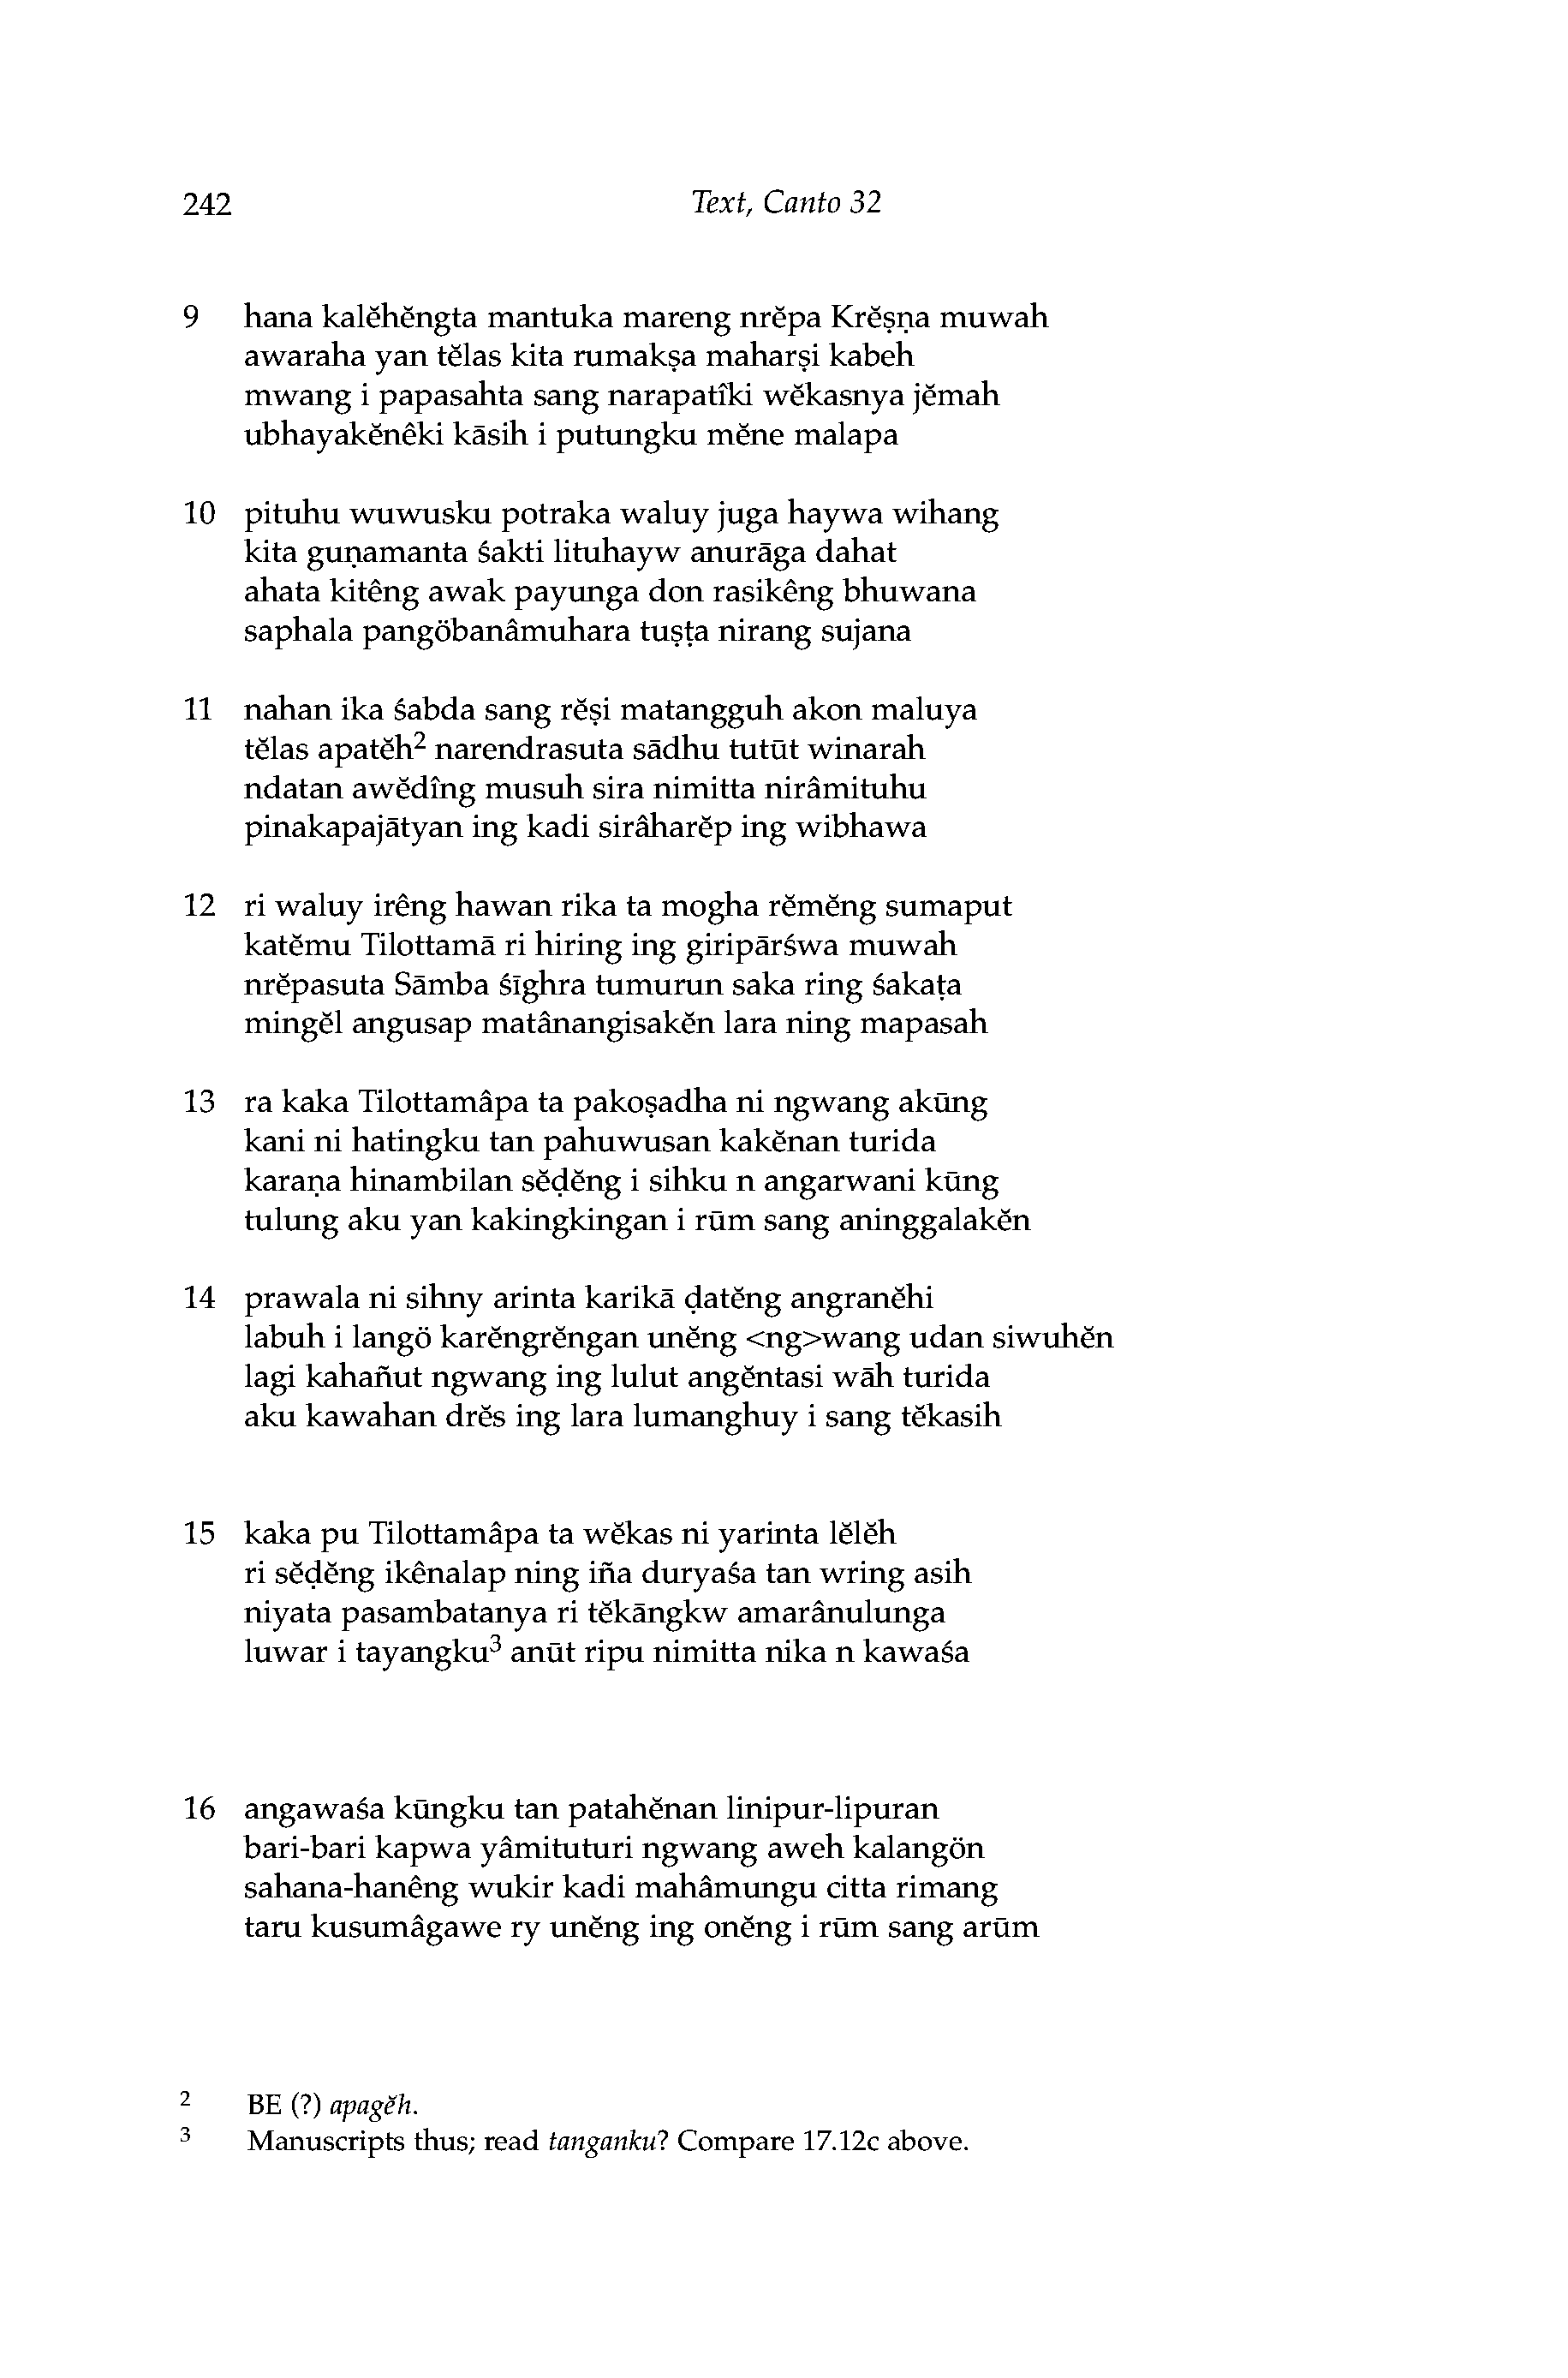 242 Text, Canto 32
9 hana kalĕhĕngta mantuka mareng nrĕpa Krĕṣṇa muwah
awaraha yan tĕlas kita rumakṣa maharṣi kabeh
mwang i papasahta sang narapatîki wĕkasnya jĕmah
ubhayakĕnêki kāsih i putungku mĕne malapa
10 pituhu wuwusku potraka waluy juga haywa wihang
kita guṇamanta śakti lituhayw anurāga dahat
ahata kitêng awak payunga don rasikêng bhuwana
saphala pangöbanâmuhara tuṣṭa nirang sujana
11 nahan ika śabda sang rĕṣi matangguh akon maluya
tĕlas apatĕh² narendrasuta sādhu tutūt winarah
ndatan awĕdîng musuh sira nimitta nirâmituhu
pinakapajātyan ing kadi sirâharĕp ing wibhawa
12 ri waluy irêng hawan rika ta mogha rĕmĕng sumaput
katĕmu Tilottamā ri hiring ing giripārśwa muwah
nrĕpasuta Sāmba śīghra tumurun saka ring śakaṭa
mingĕl angusap matânangisakĕn lara ning mapasah
13 ra kaka Tilottamâpa ta pakoṣadha ni ngwang akūng
kani ni hatingku tan pahuwusan kakĕnan turida
karaṇa hinambilan sĕḍĕng i sihku n angarwani kūng
tulung aku yan kakingkingan i rūm sang aninggalakĕn
14 prawala ni sihny arinta karikā ḍatĕng angranĕhi
labuh i langö karĕngrĕngan unĕng <ng>wang udan siwuhĕn
lagi kahañut ngwang ing lulut angĕntasi wāh turida
aku kawahan drĕs ing lara lumanghuy i sang tĕkasih
15 kaka pu Tilottamâpa ta wĕkas ni yarinta lĕlĕh
ri sĕḍĕng ikênalap ning iña duryaśa tan wring asih
niyata pasambatanya ri tĕkāngkw amarânulunga
luwar i tayangku³ anūt ripu nimitta nika n kawaśa
16 angawaśa kūngku tan patahĕnan linipur-lipuran
bari-bari kapwa yâmituturi ngwang aweh kalangön
sahana-hanêng wukir kadi mahâmungu citta rimang
taru kusumâgawe ry unĕng ing onĕng i rūm sang arūm
2 BE (?) apagĕh.
3 Manuscripts thus; read tanganku? Compare 17.12c above.